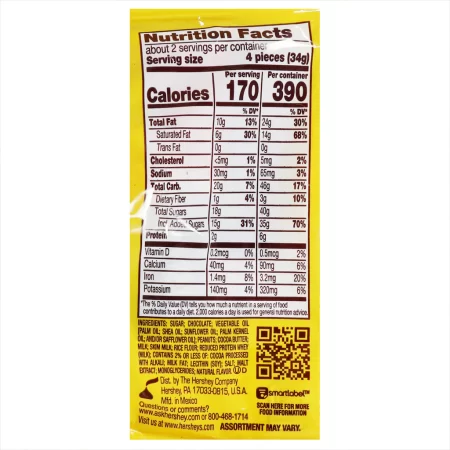 Nutrition Facts
about 2 servings per container
Serving size 4 pieces (34g)
Per serving Per container
Calories 170 390
% DV* % DV*
Total Fat 10g 13% 24g 30%
Saturated Fat 6g 30% 14g 68%
Trans Fat 0g 0g
Cholesterol <5mg 1% 5mg 2%
Sodium 30mg 1% 65mg 3%
Total Carb. 20g 7% 46g 17%
Dietary Fiber 1g 4% 3g 10%
Total Sugars 18g 40g
Incl. Added Sugars 15g 31% 35g 70%
Protein 2g 6g
Vitamin D 0.2mcg 0% 0.5mcg 2%
Calcium 40mg 4% 90mg 6%
Iron 1.4mg 8% 3.2mg 20%
Potassium 140mg 4% 320mg 6%
*The % Daily Value (DV) tells you how much a nutrient in a serving of food
contributes to a daily diet. 2,000 calories a day is used for general nutrition advice.
INGREDIENTS: SUGAR; CHOCOLATE; VEGETABLE OIL
(PALM OIL; SHEA OIL; SUNFLOWER OIL; PALM KERNEL
OIL; AND/OR SAFFLOWER OIL); PEANUTS; COCOA BUTTER;
MILK; SKIM MILK; RICE FLOUR; REDUCED PROTEIN WHEY
(MILK); CONTAINS 2% OR LESS OF: COCOA PROCESSED
WITH ALKALI; MILK FAT; LECITHIN (SOY); SALT; MALT
EXTRACT; MONOGLYCERIDES; NATURAL FLAVOR. U D
Dist. by The Hershey Company
Hershey, PA 17033-0815, U.S.A.
Mfd. in Mexico
Questions or comments?
www.askhershey.com or 800-468-1714
Visit us at www.hersheys.com
smartlabel™
SCAN HERE FOR MORE
FOOD INFORMATION
ASSORTMENT MAY VARY.